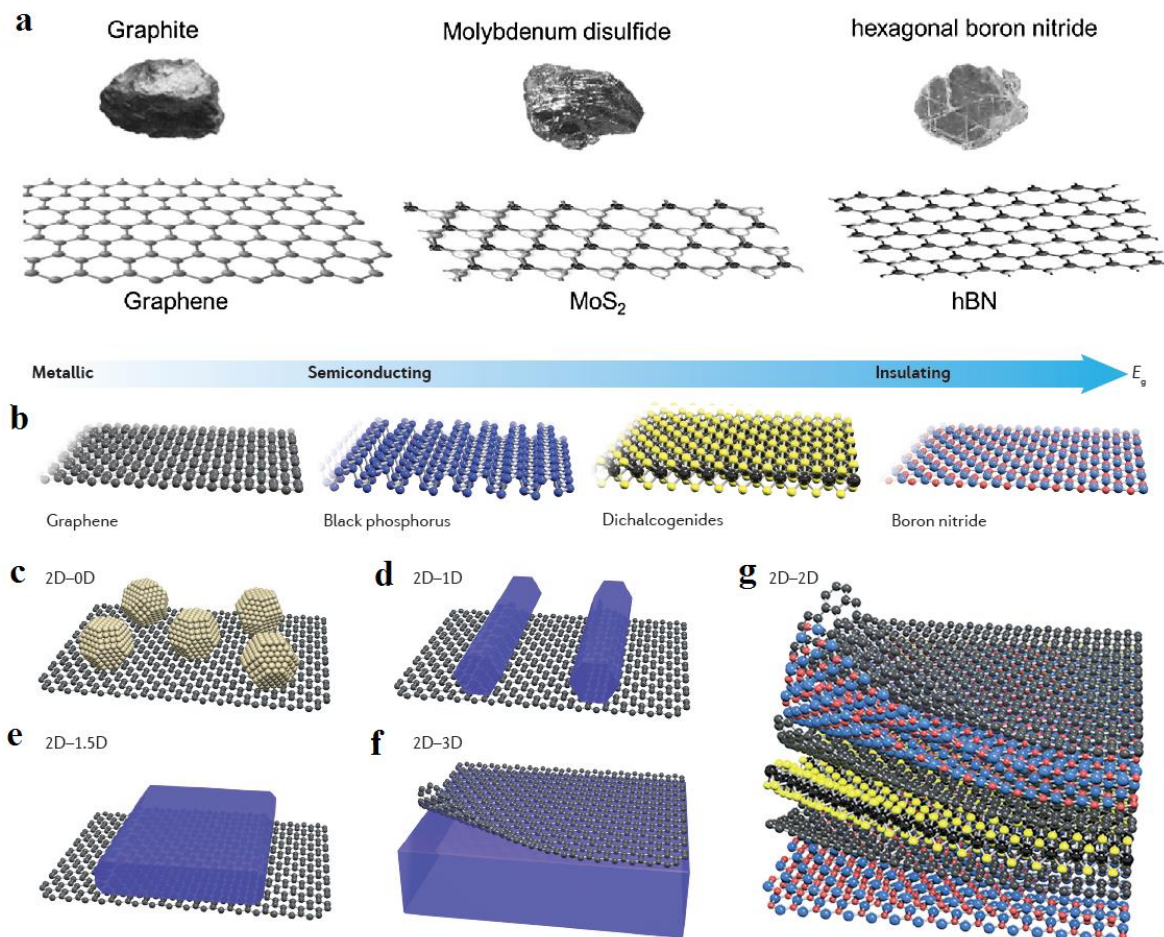 a
Graphite
Molybdenum disulfide
hexagonal boron nitride
Graphene
MoS₂
hBN
Metallic
Semiconducting
Insulating
E_g
b
Graphene
Black phosphorus
Dichalcogenides
Boron nitride
c 2D–0D
d 2D–1D
g 2D–2D
e 2D–1.5D
f 2D–3D